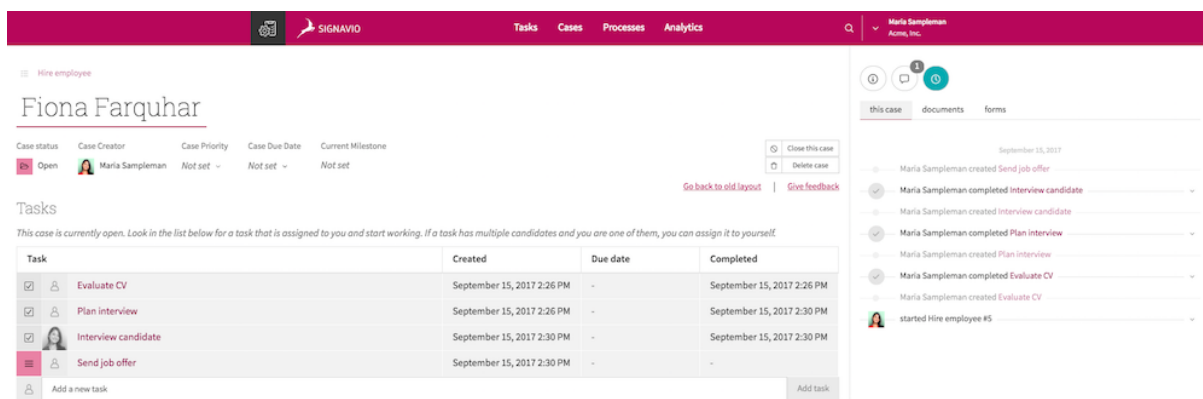 SIGNAVIO
Tasks Cases Processes Analytics
Maria Sampleman
Acme, Inc.
Hire employee
Fiona Farquhar
Case status Case Creator Case Priority Case Due Date Current Milestone
Open Maria Sampleman Not set Not set Not set
Close this case
Delete case
Go back to old layout | Give feedback
Tasks
This case is currently open. Look in the list below for a task that is assigned to you and start working. If a task has multiple candidates and you are one of them, you can assign it to yourself.
Task Created Due date Completed
Evaluate CV September 15, 2017 2:26 PM - September 15, 2017 2:26 PM
Plan interview September 15, 2017 2:26 PM - September 15, 2017 2:30 PM
Interview candidate September 15, 2017 2:30 PM - September 15, 2017 2:30 PM
Send job offer September 15, 2017 2:30 PM - -
Add a new task Add task
1
this case documents forms
September 15, 2017
Maria Sampleman created Send job offer
Maria Sampleman completed Interview candidate
Maria Sampleman created Interview candidate
Maria Sampleman completed Plan interview
Maria Sampleman created Plan interview
Maria Sampleman completed Evaluate CV
Maria Sampleman created Evaluate CV
started Hire employee #5